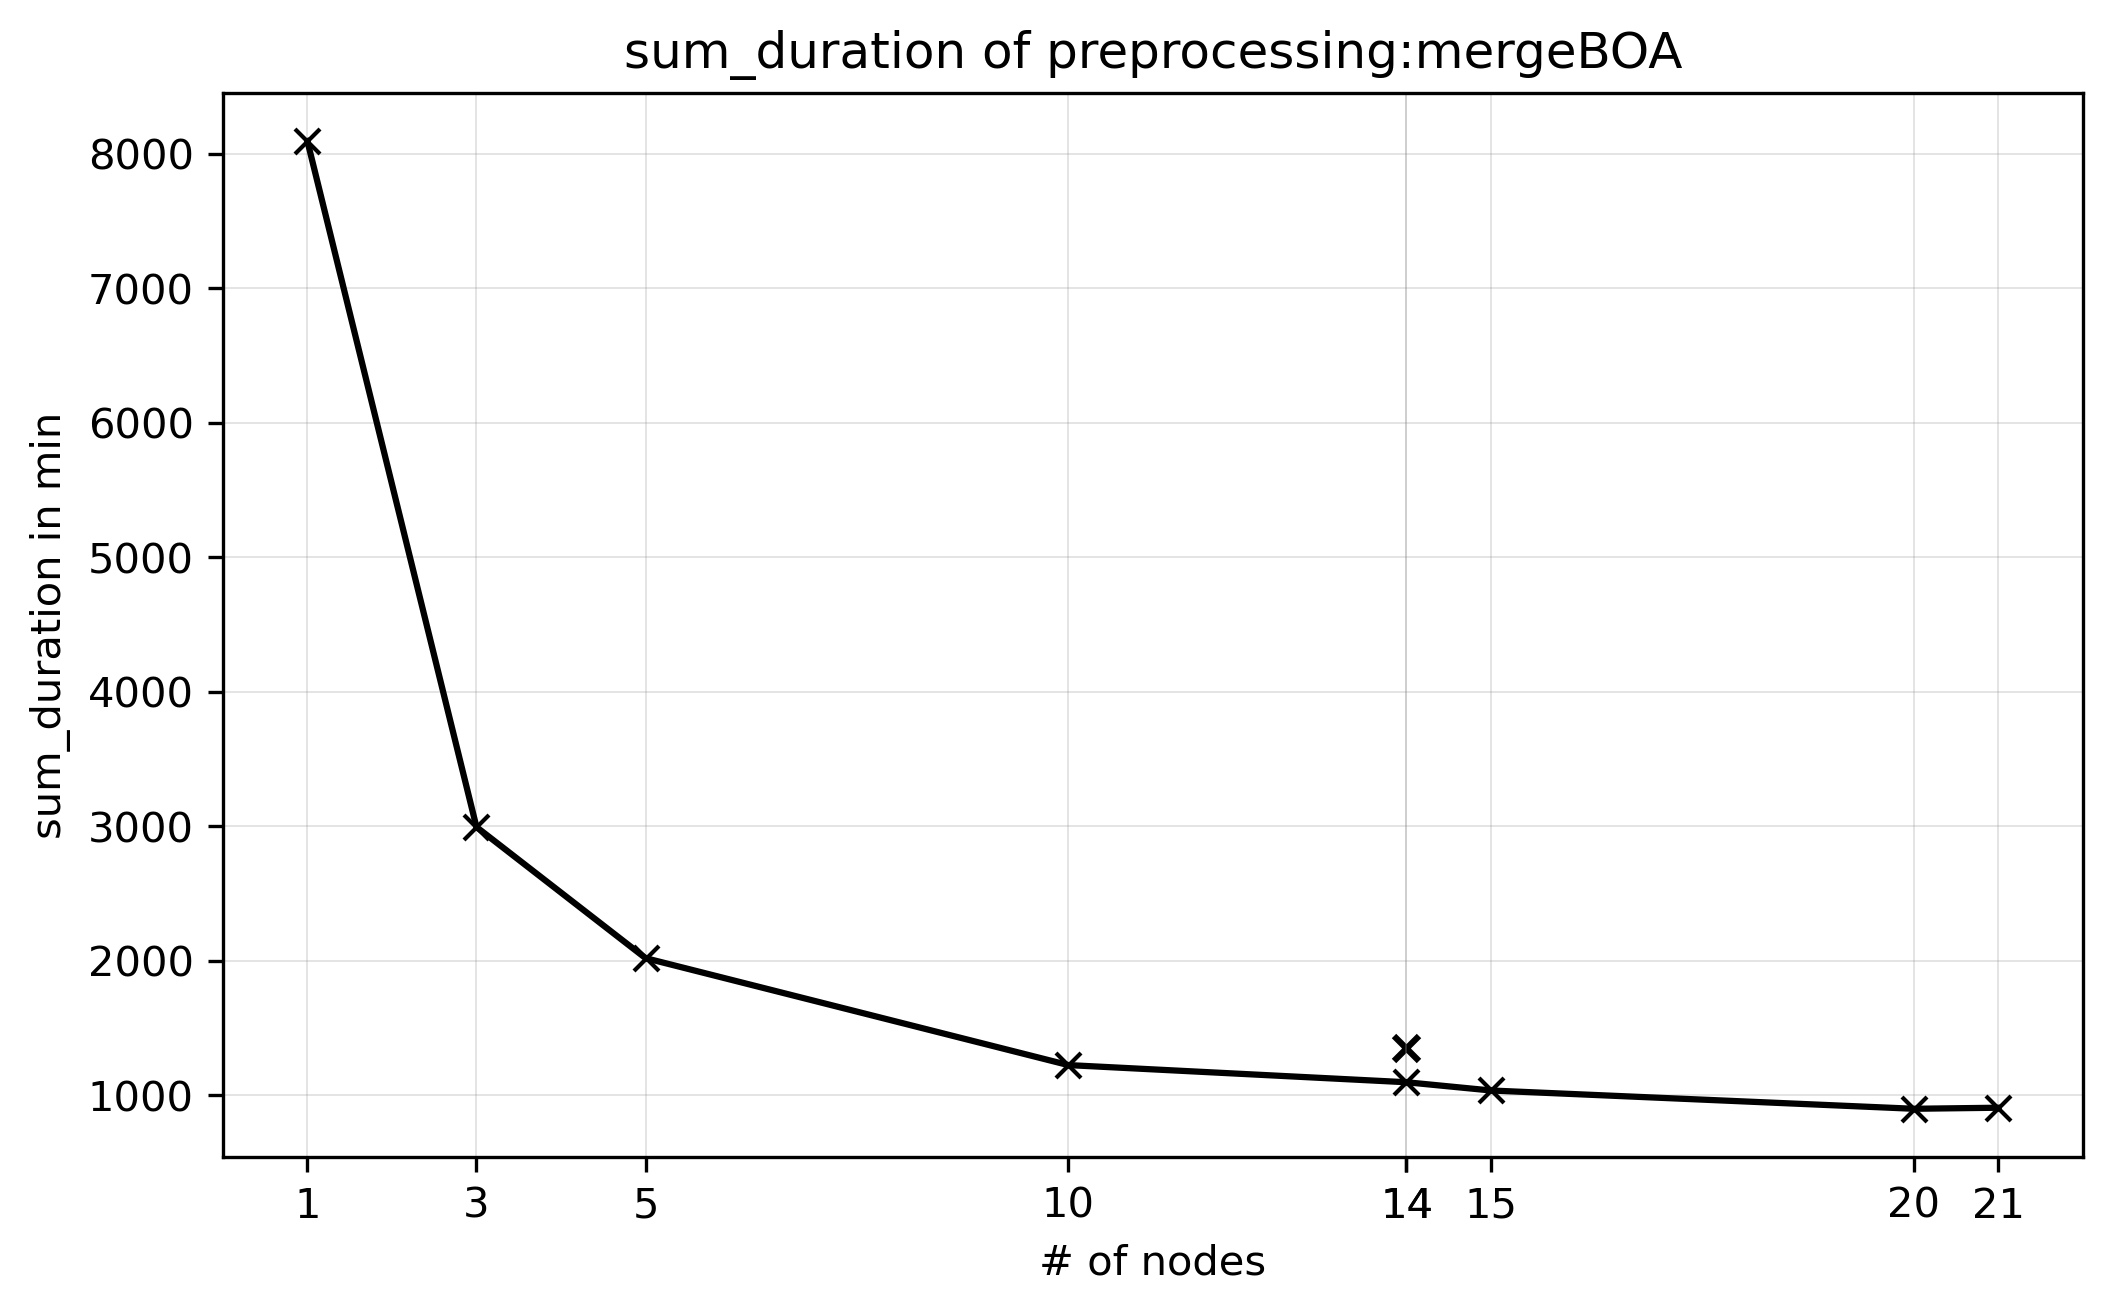 sum_duration of preprocessing:mergeBOA
sum_duration in min
8000
7000
6000
5000
4000
3000
2000
1000
1 3 5 10 14 15 20 21
# of nodes